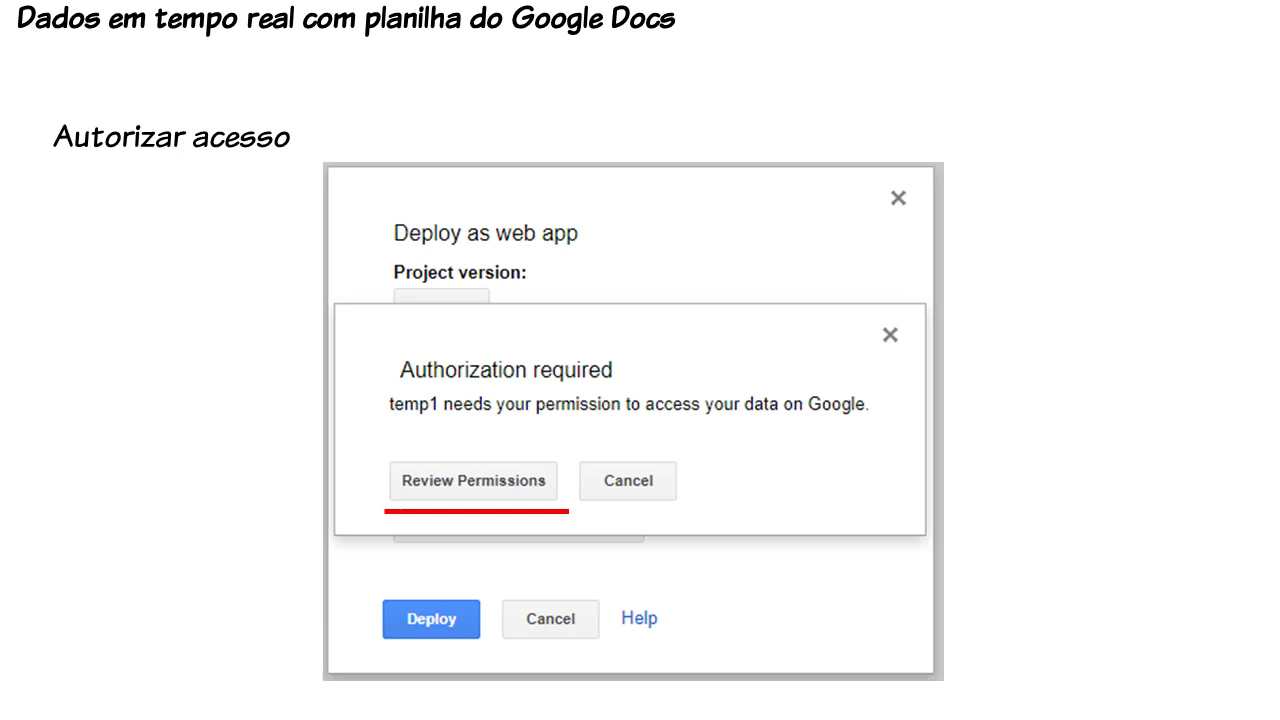 Dados em tempo real com planilha do Google Docs
Autorizar acesso
Deploy as web app
Project version:
Authorization required
temp1 needs your permission to access your data on Google.
Review Permissions
Cancel
Deploy
Cancel
Help